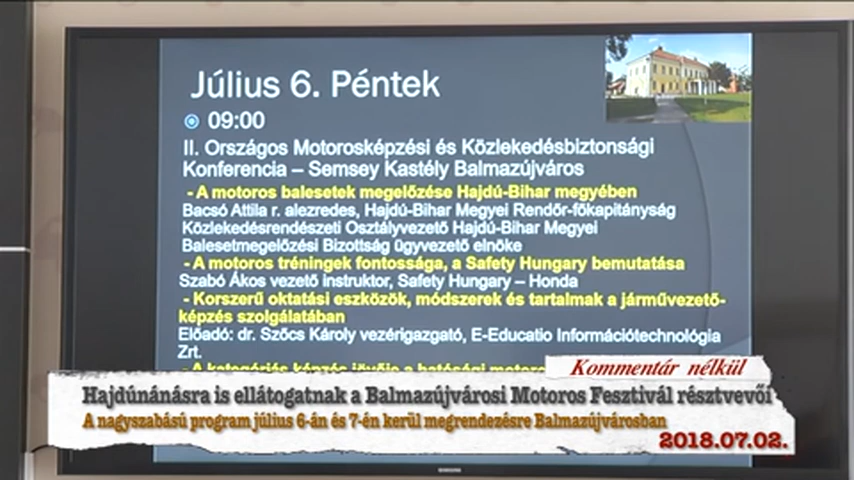 Július 6. Péntek
09:00
II. Országos Motorosképzési és Közlekedésbiztonsági
Konferencia – Semsey Kastély Balmazújváros
- A motoros balesetek megelőzése Hajdú-Bihar megyében
Bacsó Attila r. alezredes, Hajdú-Bihar Megyei Rendőr-főkapitányság
Közlekedésrendészeti Osztályvezető Hajdú-Bihar Megyei
Balesetmegelőzési Bizottság ügyvezető elnöke
- A motoros tréningek fontossága, a Safety Hungary bemutatása
Szabó Ákos vezető instruktor, Safety Hungary – Honda
- Korszerű oktatási eszközök, módszerek és tartalmak a járművezető-
képzés szolgálatában
Előadó: dr. Szőcs Károly vezérigazgató, E-Educatio Információtechnológia
Zrt.
- A kategóriás képzés jövője a hatósági
Kommentár nélkül
Hajdúnánásra is ellátogatnak a Balmazújvárosi Motoros Fesztivál résztvevői
A nagyszabású program július 6-án és 7-én kerül megrendezésre Balmazújvárosban
2018.07.02.